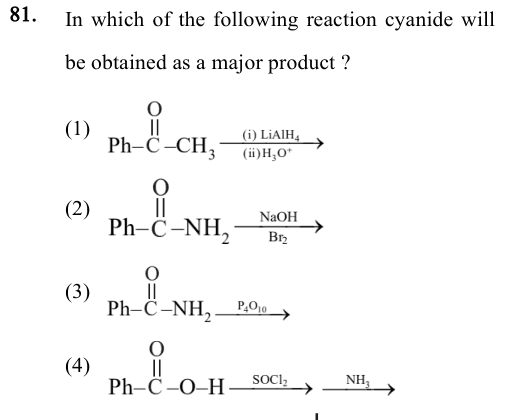 81. In which of the following reaction cyanide will
be obtained as a major product ?
(1) Ph–C(=O)–CH₃ (i) LiAlH₄ (ii) H₃O⁺ →
(2) Ph–C(=O)–NH₂ NaOH Br₂ →
(3) Ph–C(=O)–NH₂ P₄O₁₀ →
(4) Ph–C(=O)–O–H SOCl₂ → NH₃ →